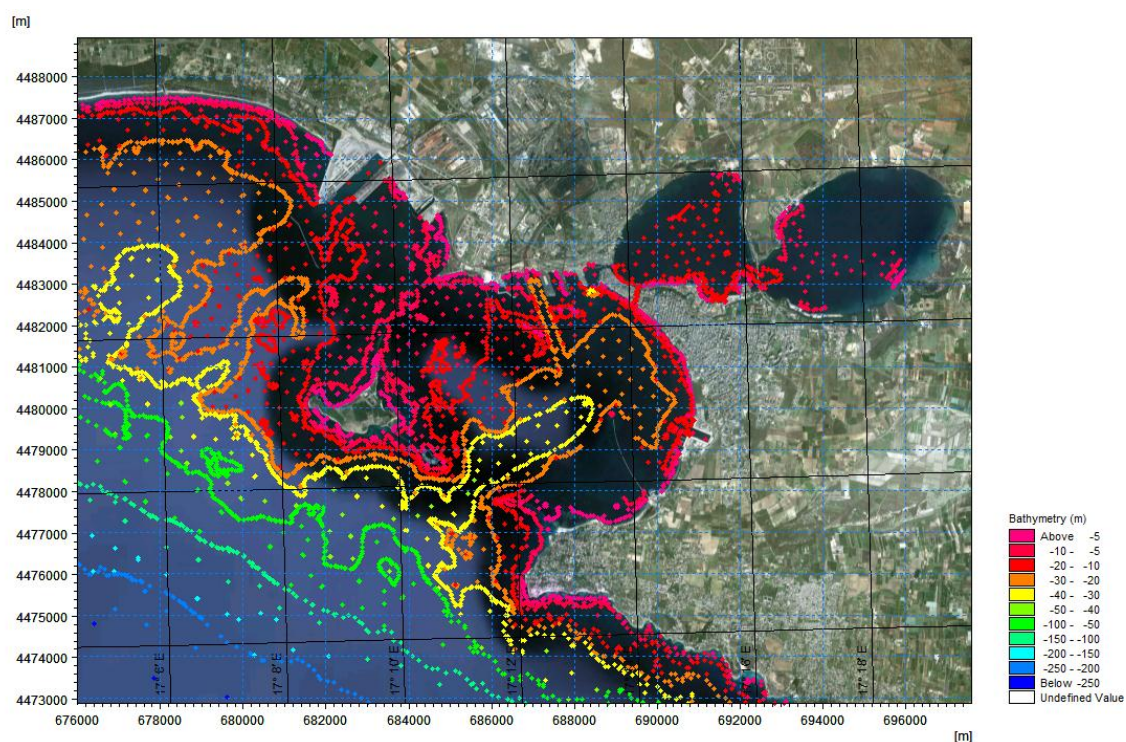 [m]
4488000
4487000
4486000
4485000
4484000
4483000
4482000
4481000
4480000
4479000
4478000
4477000
4476000
4475000
4474000
4473000
17° 6' E
17° 8' E
17° 10' E
17° 12'
16' E
17° 18' E
676000 678000 680000 682000 684000 686000 688000 690000 692000 694000 696000
[m]
Bathymetry (m)
Above -5
-10 - -5
-20 - -10
-30 - -20
-40 - -30
-50 - -40
-100 - -50
-150 - -100
-200 - -150
-250 - -200
Below -250
Undefined Value